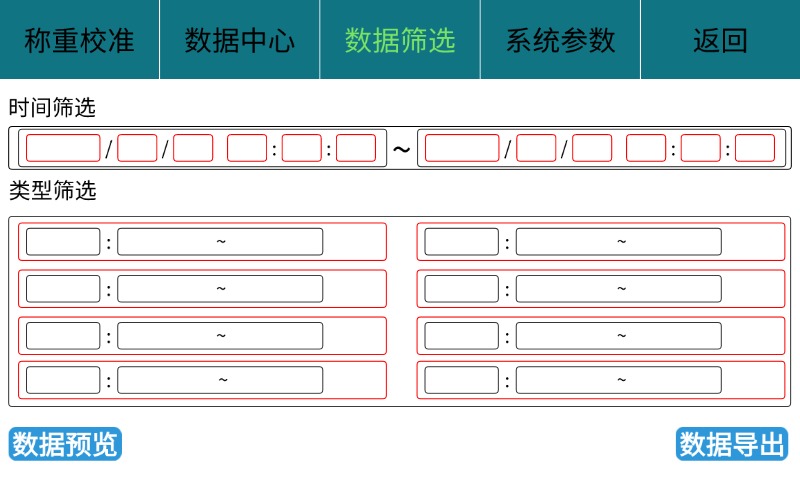 称重校准 数据中心 数据筛选 系统参数 返回
时间筛选
/ / : : ~ / / : :
类型筛选
: ~ : ~
: ~ : ~
: ~ : ~
: ~ : ~
数据预览 数据导出